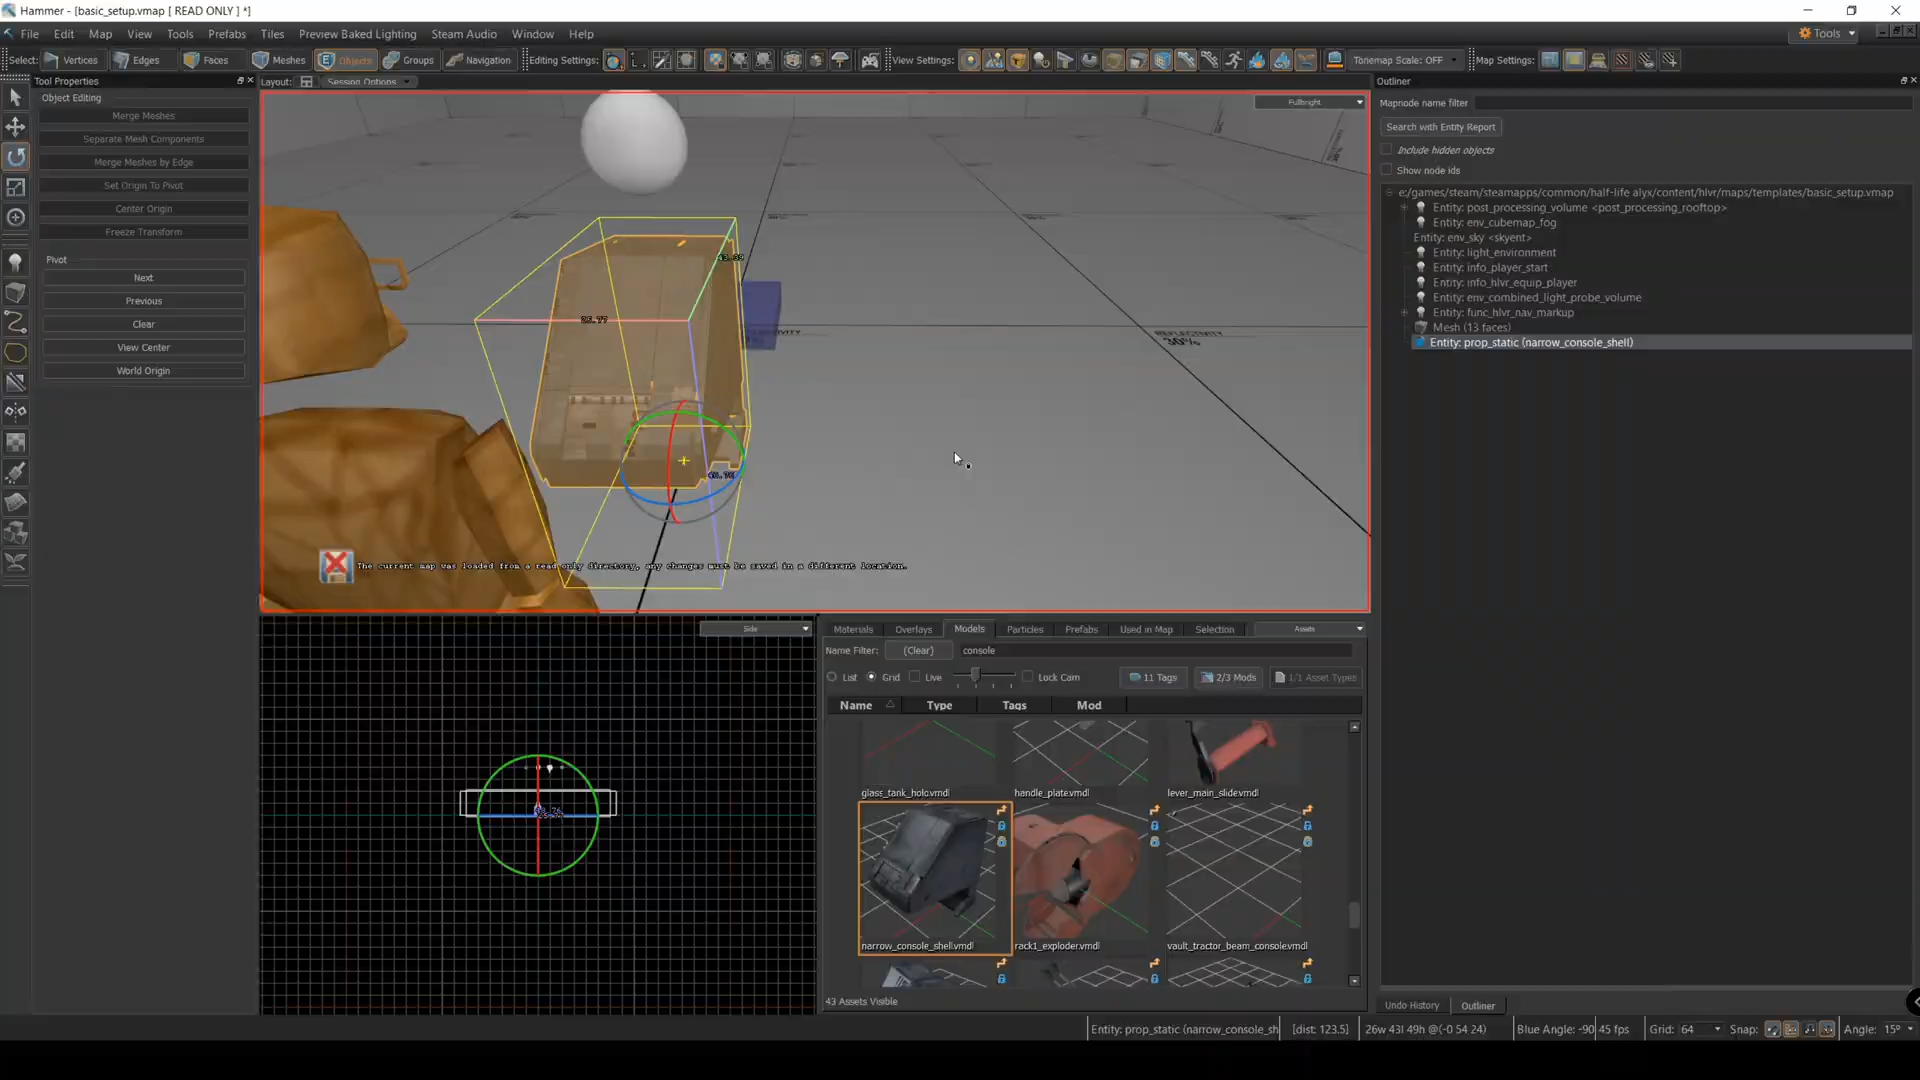 Hammer - [basic_setup.vmap [ READ ONLY ] *]
File Edit Map View Tools Prefabs Tiles Preview Baked Lighting Steam Audio Window Help
Tools
Select: Vertices Edges Faces Meshes Objects Groups Navigation Editing Settings: View Settings: Tonemap Scale: OFF Map Settings:
Tool Properties
Layout: Session Options
Outliner
Object Editing
Merge Meshes
Separate Mesh Components
Merge Meshes by Edge
Set Origin To Pivot
Center Origin
Freeze Transform
Pivot
Next
Previous
Clear
View Center
World Origin
Fullbright
25.77
REFLECTIVITY
30%
The current map was loaded from a read only directory, any changes must be saved in a different location.
Mapnode name filter
Search with Entity Report
Include hidden objects
Show node ids
e:/games/steam/steamapps/common/half-life alyx/content/hlvr/maps/templates/basic_setup.vmap
Entity: post_processing_volume <post_processing_rooftop>
Entity: env_cubemap_fog
Entity: env_sky <skyent>
Entity: light_environment
Entity: info_player_start
Entity: info_hlvr_equip_player
Entity: env_combined_light_probe_volume
Entity: func_hlvr_nav_markup
Mesh (13 faces)
Entity: prop_static (narrow_console_shell)
Side
Materials Overlays Models Particles Prefabs Used in Map Selection Assets
Name Filter: (Clear) console
List Grid Live Lock Cam 11 Tags 2/3 Mods 1/1 Asset Types
Name Type Tags Mod
glass_tank_holo.vmdl handle_plate.vmdl lever_main_slide.vmdl
narrow_console_shell.vmdl rack1_exploder.vmdl vault_tractor_beam_console.vmdl
43 Assets Visible
Undo History Outliner
Entity: prop_static (narrow_console_sh [dist: 123.5] 26w 43l 49h @(-0 54 24) Blue Angle: -90 45 fps Grid: 64 Snap: Angle: 15°